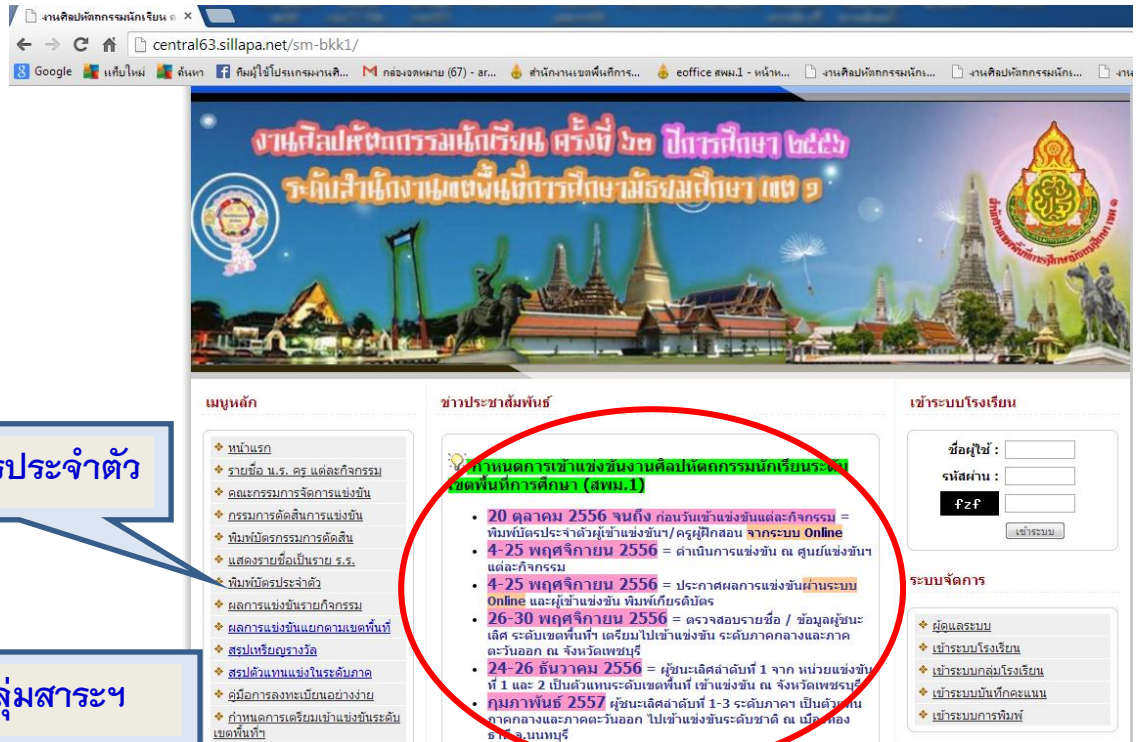 งานศิลปหัตถกรรมนักเรียน ค
central63.sillapa.net/sm-bkk1/
Google
แท็บใหม่
ค้นหา
ทีมผู้ใช้โปรแกรมงานศิ...
กล่องจดหมาย (67) - ar...
สำนักงานเขตพื้นที่การ...
eoffice สพม.1 - หน้าห...
งานศิลปหัตถกรรมนักเ...
งานศิลปหัตถกรรมนักเ...
งานศิลปหัตถกรรมนักเรียน ครั้งที่ ๖๓ ปีการศึกษา ๒๕๕๖
ระดับสำนักงานเขตพื้นที่การศึกษามัธยมศึกษา เขต ๑
เมนูหลัก
หน้าแรก
รายชื่อ น.ร. ครู แต่ละกิจกรรม
คณะกรรมการจัดการแข่งขัน
กรรมการตัดสินการแข่งขัน
พิมพ์บัตรกรรมการตัดสิน
แสดงรายชื่อเป็นราย ร.ร.
พิมพ์บัตรประจำตัว
ผลการแข่งขันรายกิจกรรม
ผลการแข่งขันแยกตามเขตพื้นที่
สรุปเหรียญรางวัล
สรุปตัวแทนแข่งในระดับภาค
คู่มือการลงทะเบียนอย่างง่าย
กำหนดการเตรียมเข้าแข่งขันระดับ
เขตพื้นที่ฯ
รประจำตัว
ลุ่มสาระฯ
ข่าวประชาสัมพันธ์
กำหนดการเข้าแข่งขันงานศิลปหัตถกรรมนักเรียนระดับ
เขตพื้นที่การศึกษา (สพม.1)
20 ตุลาคม 2556 จนถึง ก่อนวันเข้าแข่งขันแต่ละกิจกรรม =
พิมพ์บัตรประจำตัวผู้เข้าแข่งขันฯ/ครูผู้ฝึกสอน จากระบบ Online
4-25 พฤศจิกายน 2556 = ดำเนินการแข่งขัน ณ ศูนย์แข่งขันฯ
แต่ละกิจกรรม
4-25 พฤศจิกายน 2556 = ประกาศผลการแข่งขันผ่านระบบ
Online และผู้เข้าแข่งขัน พิมพ์เกียรติบัตร
26-30 พฤศจิกายน 2556 = ตรวจสอบรายชื่อ / ข้อมูลผู้ชนะ
เลิศ ระดับเขตพื้นที่ฯ เตรียมไปเข้าแข่งขัน ระดับภาคกลางและภาค
ตะวันออก ณ จังหวัดเพชรบุรี
24-26 ธันวาคม 2556 = ผู้ชนะเลิศลำดับที่ 1 จาก หน่วยแข่งขัน
ที่ 1 และ 2 เป็นตัวแทนระดับเขตพื้นที่ เข้าแข่งขัน ณ จังหวัดเพชรบุรี
กุมภาพันธ์ 2557 ผู้ชนะเลิศลำดับที่ 1-3 ระดับภาคฯ เป็นตัวแทน
ภาคกลางและภาคตะวันออก ไปเข้าแข่งขันระดับชาติ ณ เมืองทอง
ธานี จ.นนทบุรี
เข้าระบบโรงเรียน
ชื่อผู้ใช้ :
รหัสผ่าน :
fzf
เข้าระบบ
ระบบจัดการ
ผู้ดูแลระบบ
เข้าระบบโรงเรียน
เข้าระบบกลุ่มโรงเรียน
เข้าระบบบันทึกคะแนน
เข้าระบบการพิมพ์